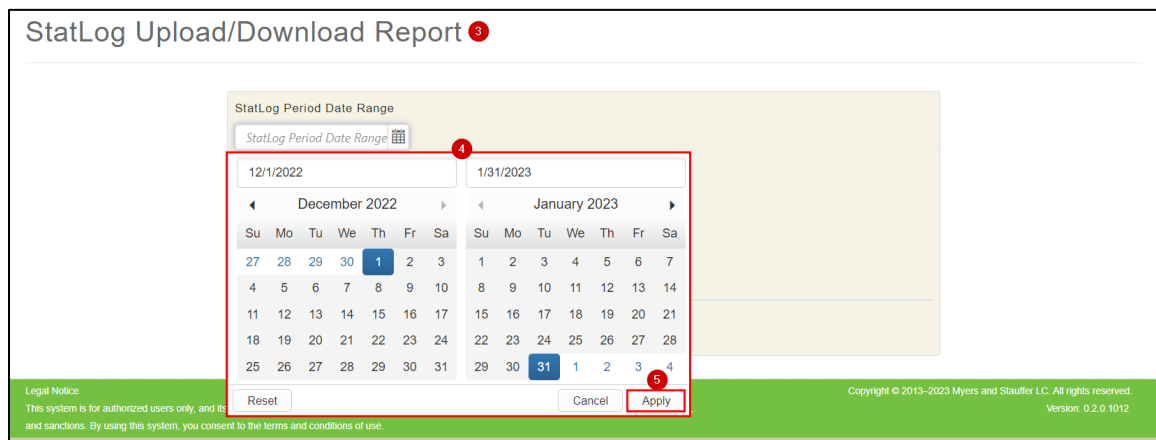 StatLog Upload/Download Report 3
StatLog Period Date Range
StatLog Period Date Range
4
12/1/2022 1/31/2023
December 2022 January 2023
Su Mo Tu We Th Fr Sa Su Mo Tu We Th Fr Sa
27 28 29 30 1 2 3 1 2 3 4 5 6 7
4 5 6 7 8 9 10 8 9 10 11 12 13 14
11 12 13 14 15 16 17 15 16 17 18 19 20 21
18 19 20 21 22 23 24 22 23 24 25 26 27 28
25 26 27 28 29 30 31 29 30 31 1 2 3 4
5
Reset Cancel Apply
Legal Notice
This system is for authorized users only, and its
and sanctions. By using this system, you consent to the terms and conditions of use.
Copyright © 2013–2023 Myers and Stauffer LC. All rights reserved.
Version: 0.2.0.1012